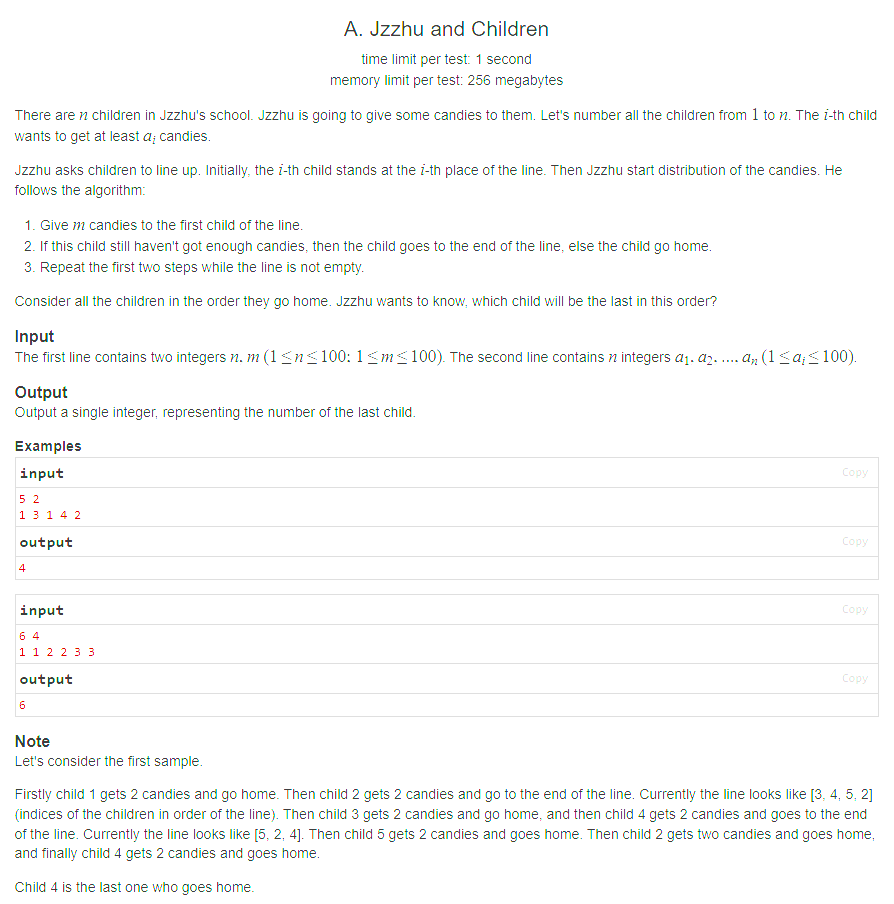 A. Jzzhu and Children
time limit per test: 1 second
memory limit per test: 256 megabytes
There are n children in Jzzhu's school. Jzzhu is going to give some candies to them. Let's number all the children from 1 to n. The i-th child
wants to get at least aᵢ candies.
Jzzhu asks children to line up. Initially, the i-th child stands at the i-th place of the line. Then Jzzhu start distribution of the candies. He
follows the algorithm:
1. Give m candies to the first child of the line.
2. If this child still haven't got enough candies, then the child goes to the end of the line, else the child go home.
3. Repeat the first two steps while the line is not empty.
Consider all the children in the order they go home. Jzzhu wants to know, which child will be the last in this order?
Input
The first line contains two integers n, m (1 ≤ n ≤ 100; 1 ≤ m ≤ 100). The second line contains n integers a₁, a₂, ..., aₙ (1 ≤ aᵢ ≤ 100).
Output
Output a single integer, representing the number of the last child.
Examples
input Copy
5 2
1 3 1 4 2
output Copy
4
input Copy
6 4
1 1 2 2 3 3
output Copy
6
Note
Let's consider the first sample.
Firstly child 1 gets 2 candies and go home. Then child 2 gets 2 candies and go to the end of the line. Currently the line looks like [3, 4, 5, 2]
(indices of the children in order of the line). Then child 3 gets 2 candies and go home, and then child 4 gets 2 candies and goes to the end
of the line. Currently the line looks like [5, 2, 4]. Then child 5 gets 2 candies and goes home. Then child 2 gets two candies and goes home,
and finally child 4 gets 2 candies and goes home.
Child 4 is the last one who goes home.